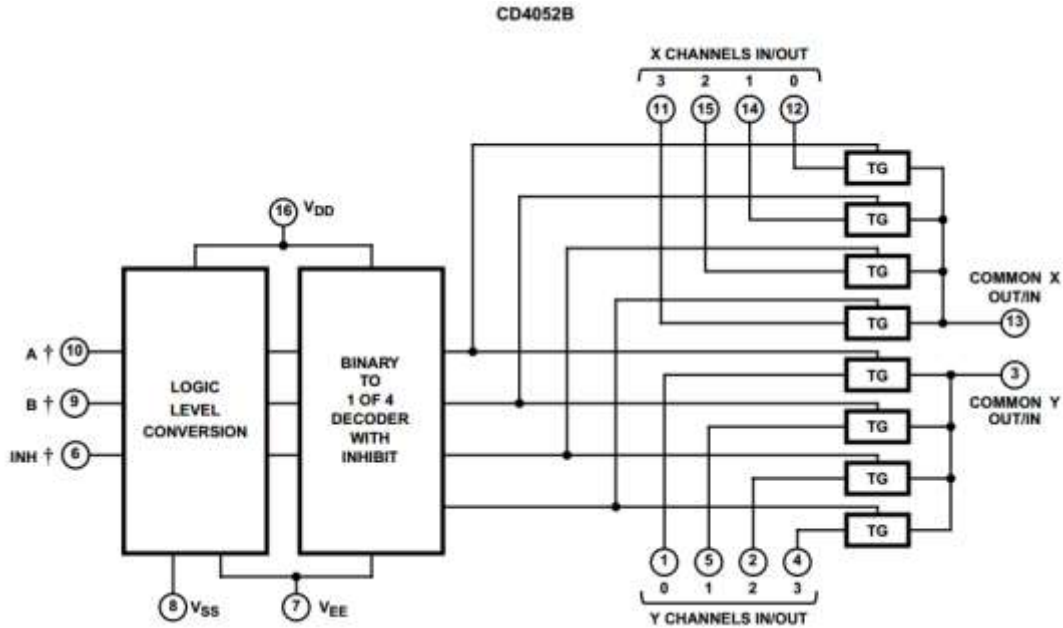 CD4052B
X CHANNELS IN/OUT
3 2 1 0
11 15 14 12
TG
16 VDD
TG
TG
COMMON X
OUT/IN
TG
13
A † 10
LOGIC
LEVEL
CONVERSION
BINARY
TO
1 OF 4
DECODER
WITH
INHIBIT
TG
3
B † 9
COMMON Y
OUT/IN
TG
INH † 6
TG
TG
1 5 2 4
0 1 2 3
8 VSS
7 VEE
Y CHANNELS IN/OUT